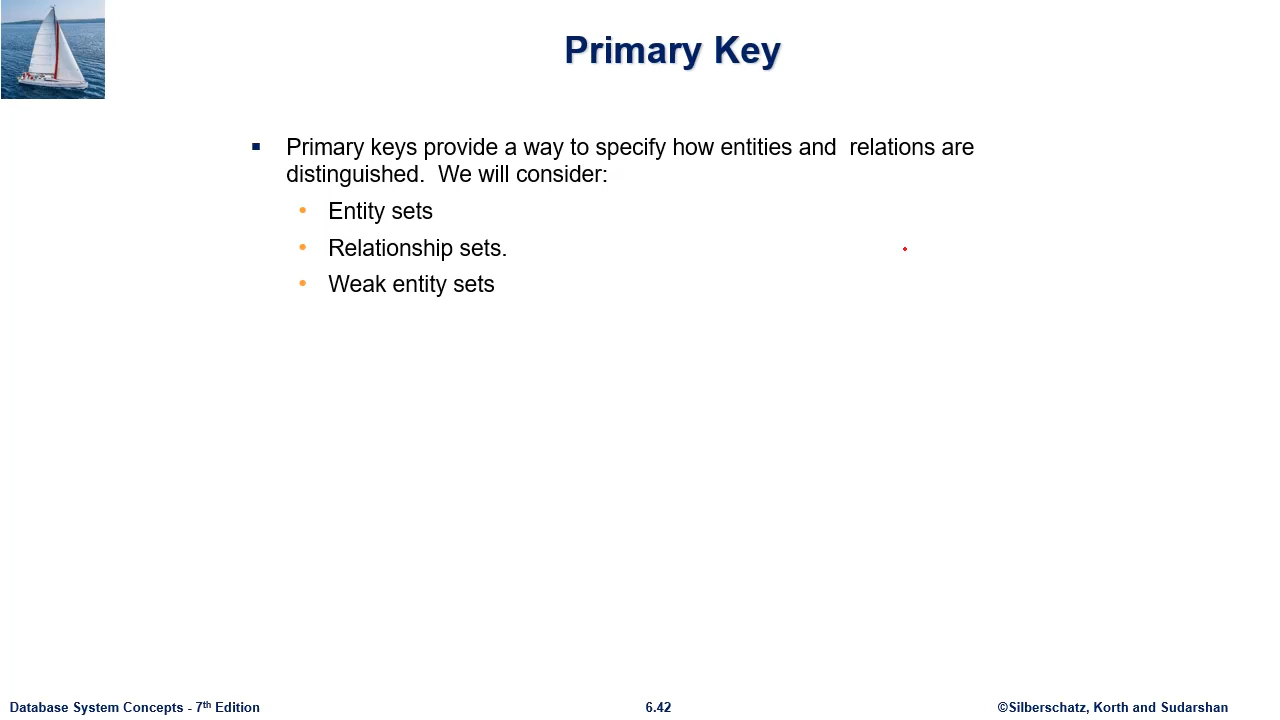 Primary Key
▪ Primary keys provide a way to specify how entities and  relations are
distinguished.  We will consider:
• Entity sets
• Relationship sets.
• Weak entity sets
Database System Concepts - 7th Edition
6.42
©Silberschatz, Korth and Sudarshan